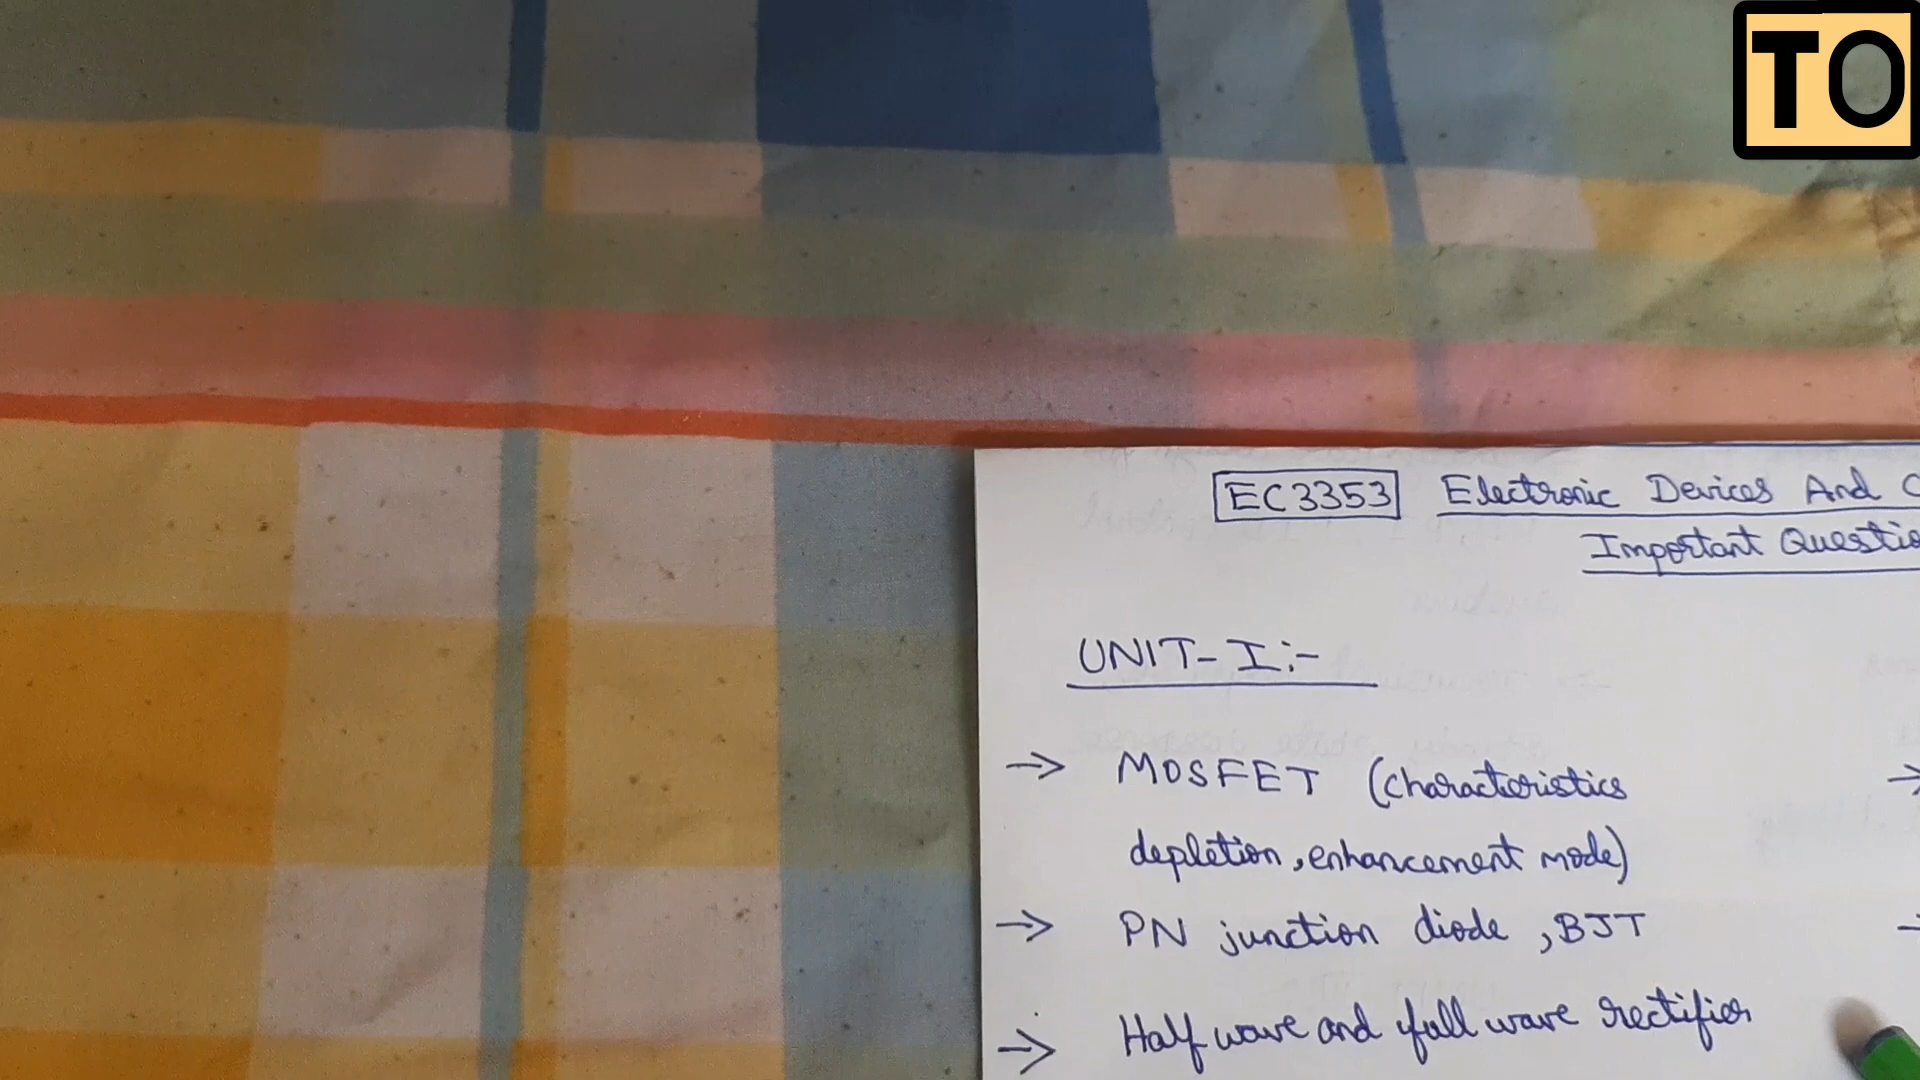 TO
EC3353 Electronic Devices And C
Important Questio
UNIT-I:-
→ MOSFET (characteristics
depletion, enhancement mode)
→ PN junction diode, BJT
→ Half wave and full wave rectifier